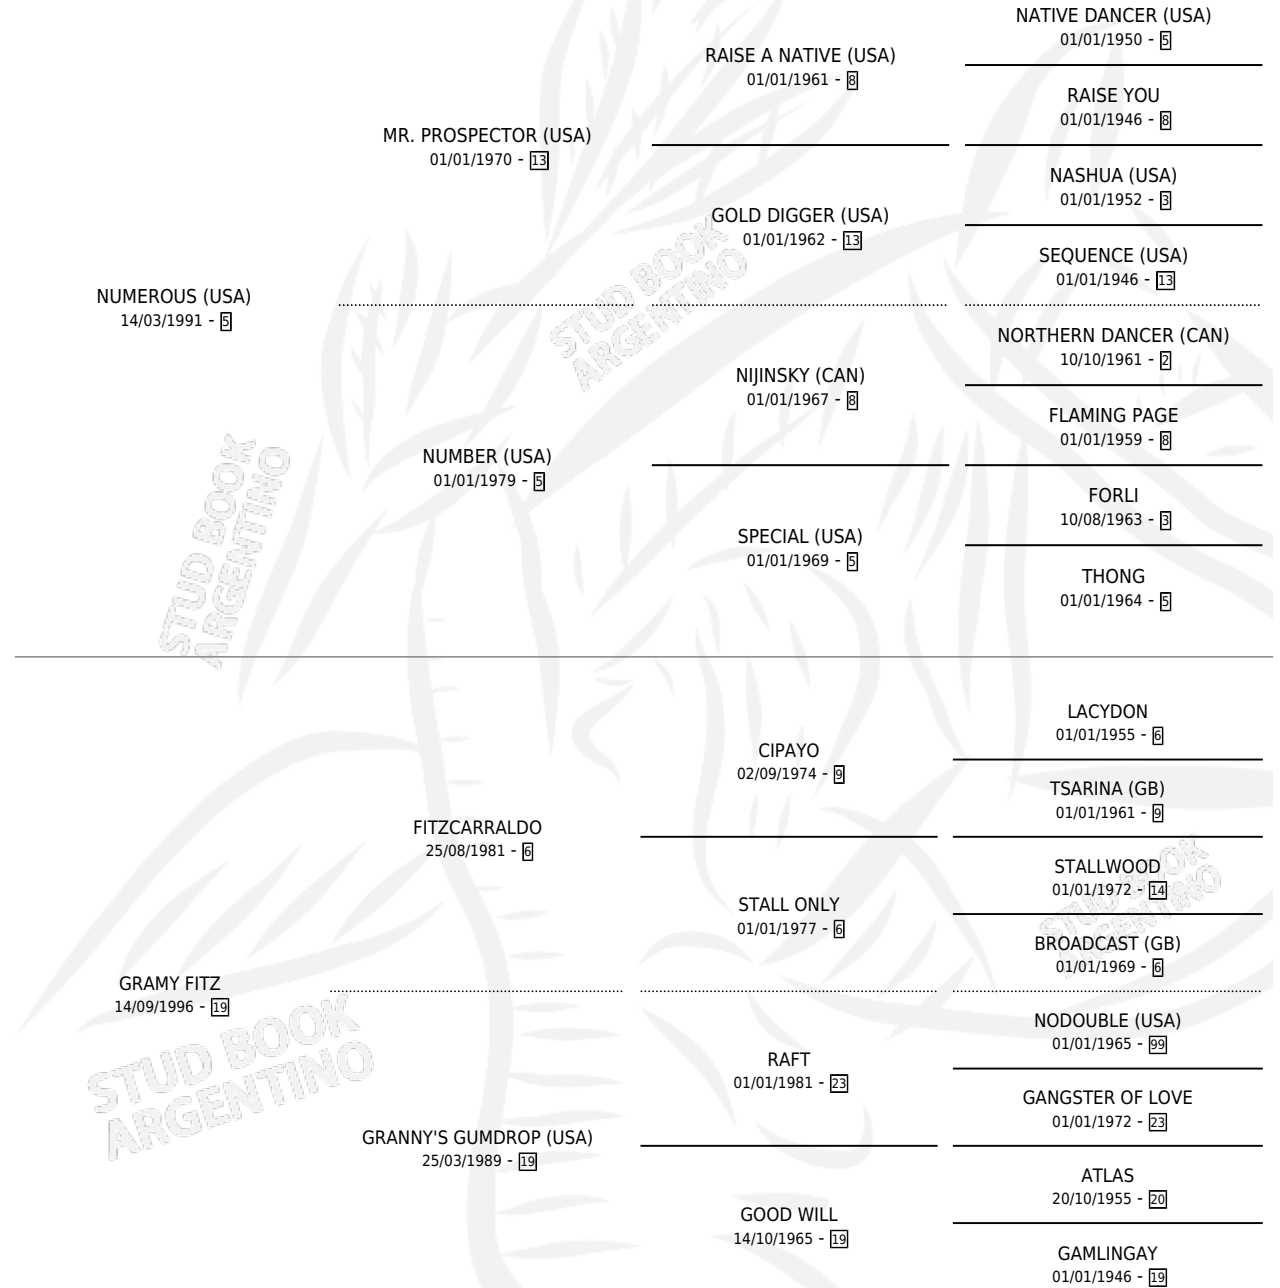 NATIVE DANCER (USA)
01/01/1950 - 5
RAISE A NATIVE (USA)
01/01/1961 - 8
RAISE YOU
01/01/1946 - 8
MR. PROSPECTOR (USA)
01/01/1970 - 13
NASHUA (USA)
01/01/1952 - 3
GOLD DIGGER (USA)
01/01/1962 - 13
SEQUENCE (USA)
01/01/1946 - 13
NUMEROUS (USA)
14/03/1991 - 5
STUD BOOK
ARGENTINO
NORTHERN DANCER (CAN)
10/10/1961 - 2
NIJINSKY (CAN)
01/01/1967 - 8
FLAMING PAGE
01/01/1959 - 8
NUMBER (USA)
01/01/1979 - 5
FORLI
10/08/1963 - 3
SPECIAL (USA)
01/01/1969 - 5
THONG
01/01/1964 - 5
STUD BOOK
ARGENTINO
LACYDON
01/01/1955 - 6
CIPAYO
02/09/1974 - 9
TSARINA (GB)
01/01/1961 - 9
FITZCARRALDO
25/08/1981 - 6
STALLWOOD
01/01/1972 - 14
STUD BOOK
ARGENTINO
STALL ONLY
01/01/1977 - 6
BROADCAST (GB)
01/01/1969 - 6
GRAMY FITZ
14/09/1996 - 19
STUD BOOK
ARGENTINO
NODOUBLE (USA)
01/01/1965 - 99
RAFT
01/01/1981 - 23
GANGSTER OF LOVE
01/01/1972 - 23
GRANNY'S GUMDROP (USA)
25/03/1989 - 19
ATLAS
20/10/1955 - 20
GOOD WILL
14/10/1965 - 19
GAMLINGAY
01/01/1946 - 19